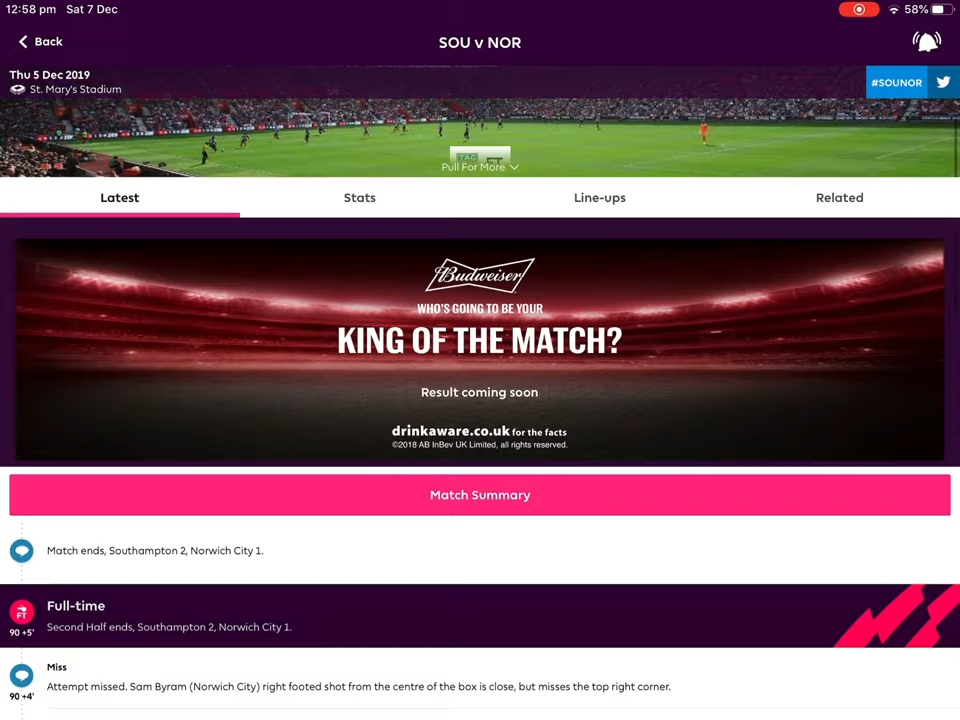 12:58 pm Sat 7 Dec
58%
Back
SOU v NOR
Thu 5 Dec 2019
St. Mary's Stadium
#SOUNOR
TAG
FT
Pull For More
Latest Stats Line-ups Related
Budweiser
WHO'S GOING TO BE YOUR
KING OF THE MATCH?
Result coming soon
drinkaware.co.uk for the facts
©2018 AB InBev UK Limited, all rights reserved.
Match Summary
Match ends, Southampton 2, Norwich City 1.
Full-time
FT
90 +5'
Second Half ends, Southampton 2, Norwich City 1.
Miss
90 +4'
Attempt missed. Sam Byram (Norwich City) right footed shot from the centre of the box is close, but misses the top right corner.